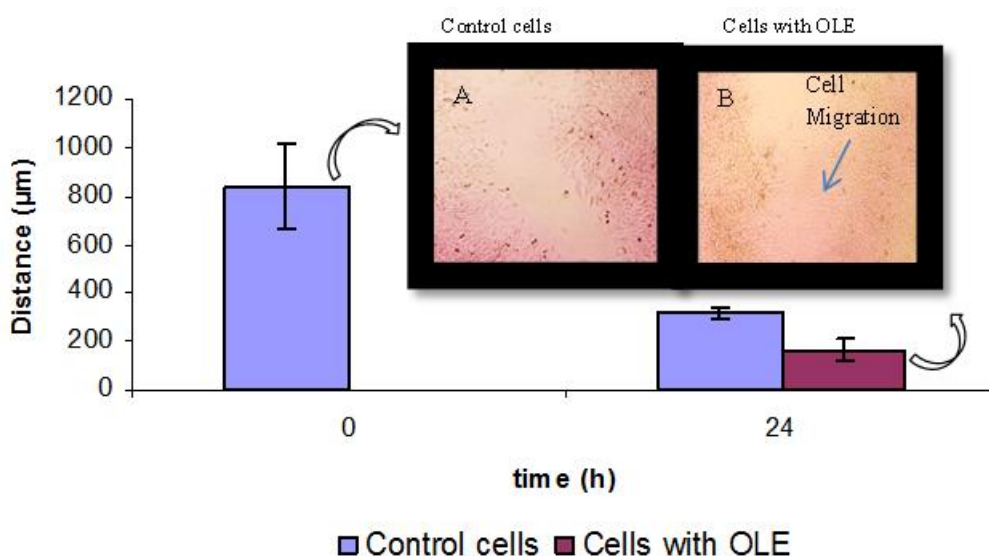 Control cells
Cells with OLE
A
B
Cell
Migration
Distance (µm)
1200
1000
800
600
400
200
0
0
24
time (h)
Control cells
Cells with OLE